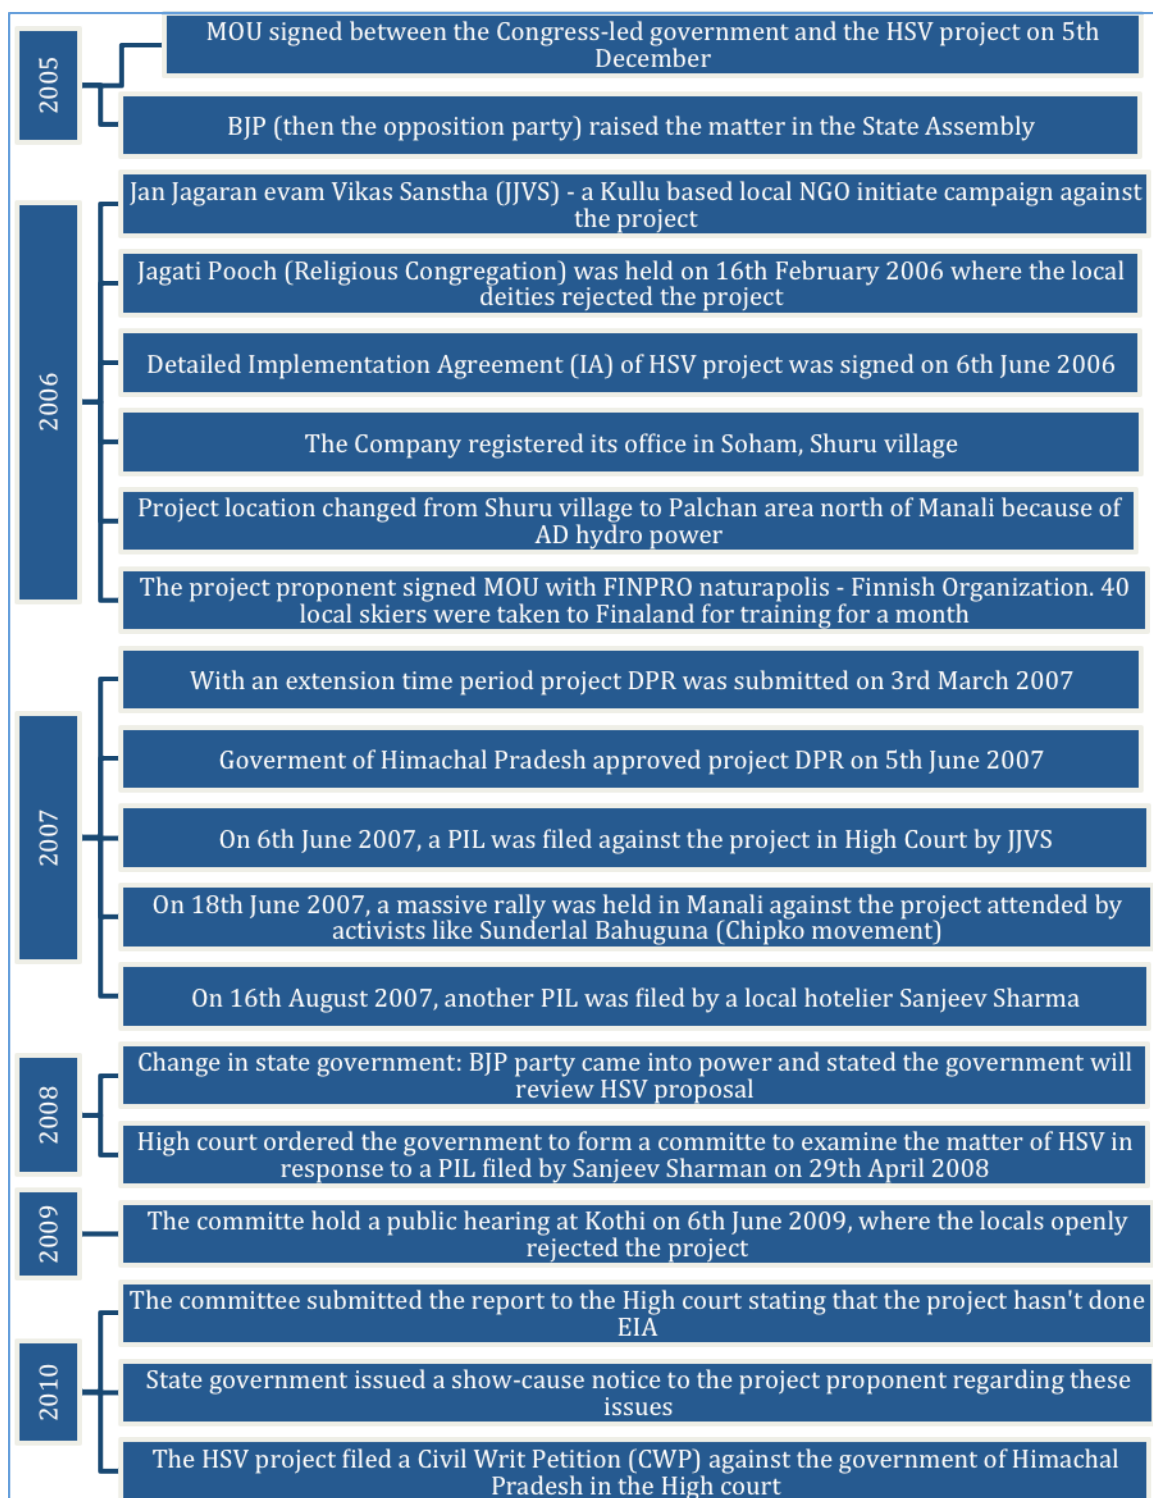 2005
MOU signed between the Congress-led government and the HSV project on 5th
December
BJP (then the opposition party) raised the matter in the State Assembly
2006
Jan Jagaran evam Vikas Sanstha (JJVS) - a Kullu based local NGO initiate campaign against
the project
Jagati Pooch (Religious Congregation) was held on 16th February 2006 where the local
deities rejected the project
Detailed Implementation Agreement (IA) of HSV project was signed on 6th June 2006
The Company registered its office in Soham, Shuru village
Project location changed from Shuru village to Palchan area north of Manali because of
AD hydro power
The project proponent signed MOU with FINPRO naturapolis - Finnish Organization. 40
local skiers were taken to Finaland for training for a month
2007
With an extension time period project DPR was submitted on 3rd March 2007
Goverment of Himachal Pradesh approved project DPR on 5th June 2007
On 6th June 2007, a PIL was filed against the project in High Court by JJVS
On 18th June 2007, a massive rally was held in Manali against the project attended by
activists like Sunderlal Bahuguna (Chipko movement)
On 16th August 2007, another PIL was filed by a local hotelier Sanjeev Sharma
2008
Change in state government: BJP party came into power and stated the government will
review HSV proposal
High court ordered the government to form a committe to examine the matter of HSV in
response to a PIL filed by Sanjeev Sharman on 29th April 2008
2009
The committe hold a public hearing at Kothi on 6th June 2009, where the locals openly
rejected the project
2010
The committee submitted the report to the High court stating that the project hasn't done
EIA
State government issued a show-cause notice to the project proponent regarding these
issues
The HSV project filed a Civil Writ Petition (CWP) against the government of Himachal
Pradesh in the High court